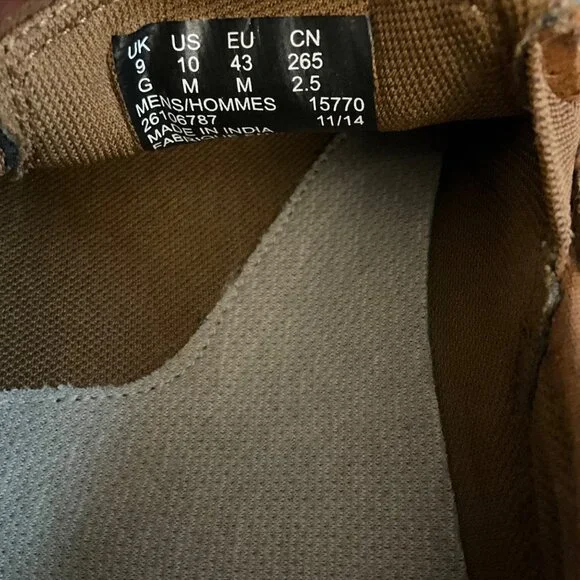 UK US EU CN
9 10 43 265
G M M 2.5
MENS/HOMMES 15770
26106787 11/14
MADE IN INDIA